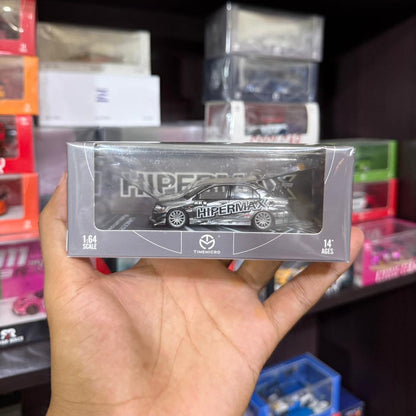 HIPERMAX
HIPERMAX
1:64
SCALE
TIMEMICRO
14+
AGES